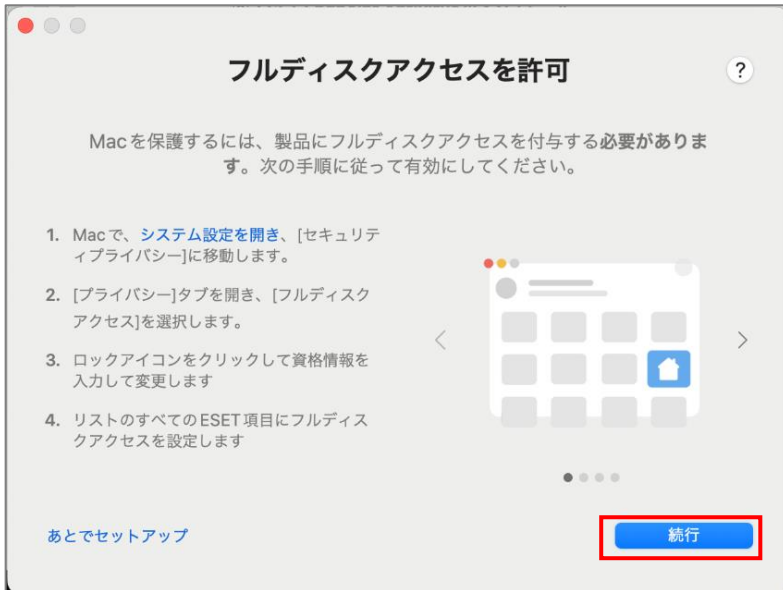 フルディスクアクセスを許可
?
Macを保護するには、製品にフルディスクアクセスを付与する必要がありま
す。次の手順に従って有効にしてください。
1. Macで、システム設定を開き、[セキュリテ
ィプライバシー]に移動します。
2. [プライバシー]タブを開き、[フルディスク
アクセス]を選択します。
3. ロックアイコンをクリックして資格情報を
入力して変更します
4. リストのすべてのESET項目にフルディス
クアクセスを設定します
あとでセットアップ
続行